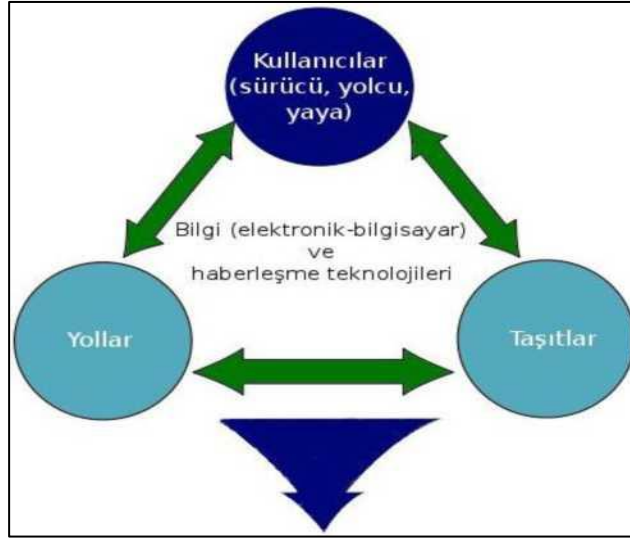 Kullanıcılar
(sürücü, yolcu,
yaya)
Bilgi (elektronik-bilgisayar)
ve
haberleşme teknolojileri
Yollar
Taşıtlar